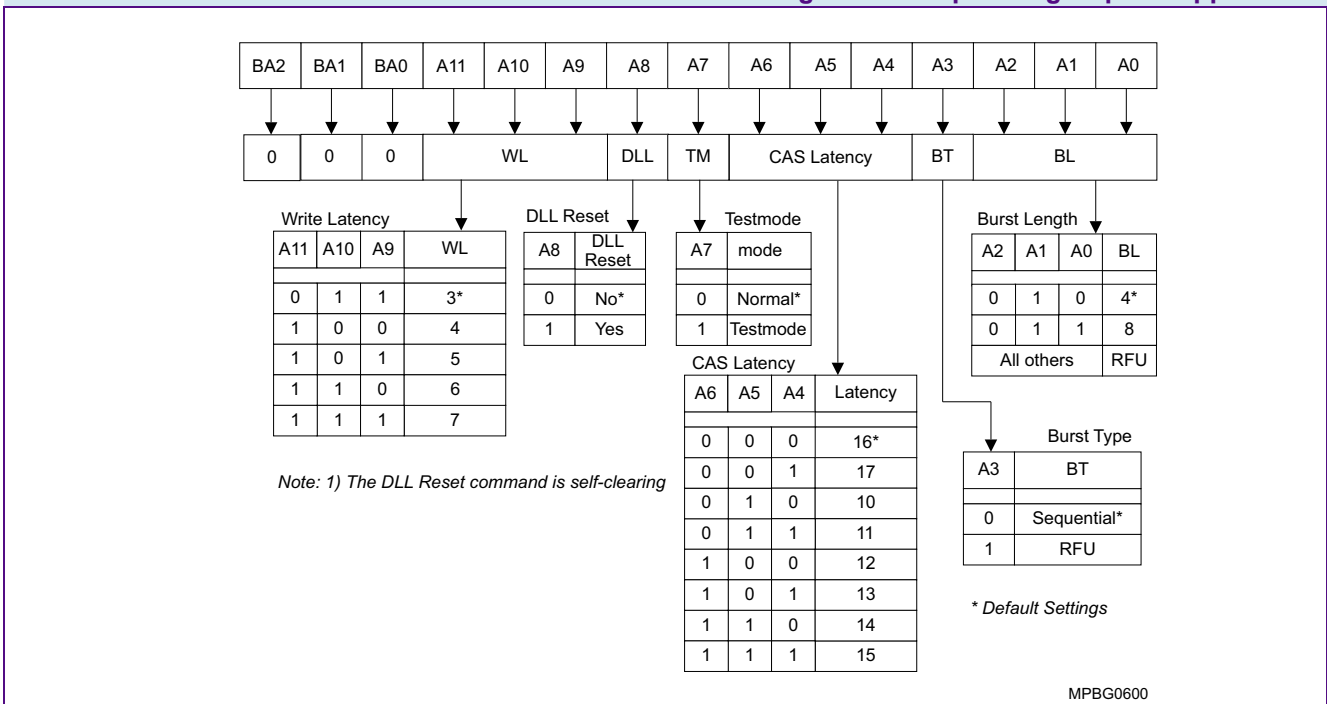 BA2 BA1 BA0 A11 A10 A9 A8 A7 A6 A5 A4 A3 A2 A1 A0
0 0 0 WL DLL TM CAS Latency BT BL
Write Latency
A11 A10 A9 WL
0 1 1 3*
1 0 0 4
1 0 1 5
1 1 0 6
1 1 1 7
DLL Reset
A8 DLL Reset
0 No*
1 Yes
Testmode
A7 mode
0 Normal*
1 Testmode
CAS Latency
A6 A5 A4 Latency
0 0 0 16*
0 0 1 17
0 1 0 10
0 1 1 11
1 0 0 12
1 0 1 13
1 1 0 14
1 1 1 15
Burst Length
A2 A1 A0 BL
0 1 0 4*
0 1 1 8
All others RFU
Burst Type
A3 BT
0 Sequential*
1 RFU
Note: 1) The DLL Reset command is self-clearing
* Default Settings
MPBG0600